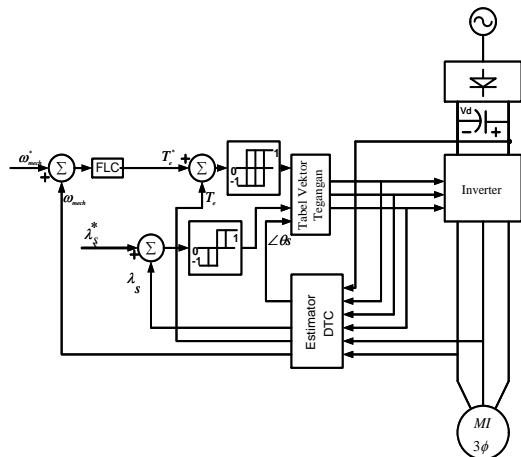 Vd
− +
ω*mech
+
+
Σ
FLC
T*e
+
Σ
0
-1
1
Tabel Vektor
Tegangan
Inverter
ωmech
Te
λ*S
+
Σ
0
-1
1
∠θs
λS
Estimator
DTC
MI
3ϕ